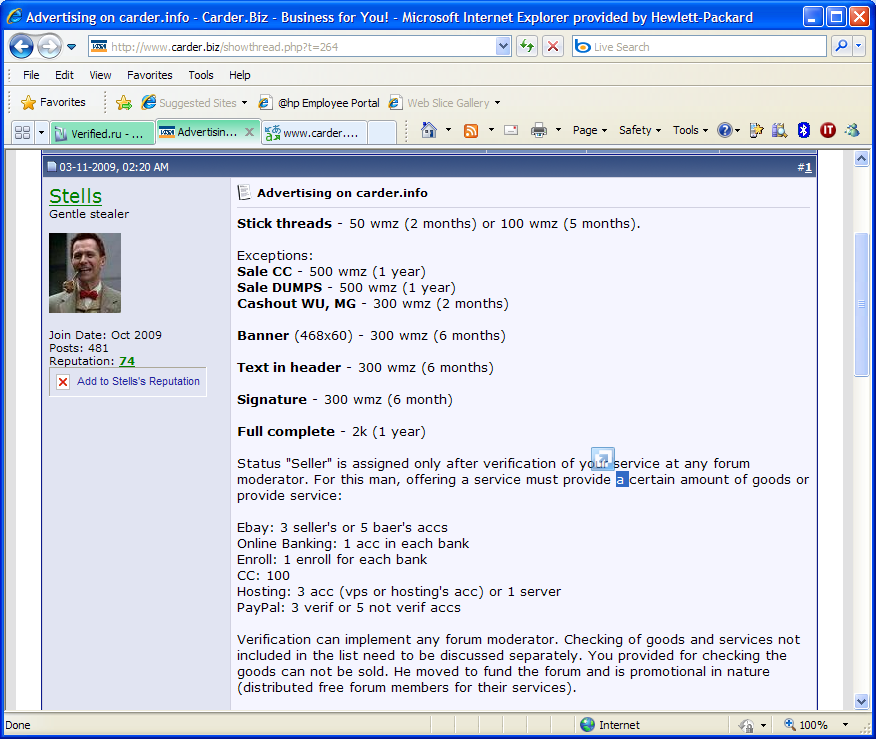 Advertising on carder.info - Carder.Biz - Business for You! - Microsoft Internet Explorer provided by Hewlett-Packard
http://www.carder.biz/showthread.php?t=264
Live Search
File Edit View Favorites Tools Help
Favorites Suggested Sites @hp Employee Portal Web Slice Gallery
Verified.ru - ... Advertisin... www.carder.... Page Safety Tools
03-11-2009, 02:20 AM #1
Stells
Gentle stealer
Join Date: Oct 2009
Posts: 481
Reputation: 74
Add to Stells's Reputation
Advertising on carder.info
Stick threads - 50 wmz (2 months) or 100 wmz (5 months).
Exceptions:
Sale CC - 500 wmz (1 year)
Sale DUMPS - 500 wmz (1 year)
Cashout WU, MG - 300 wmz (2 months)
Banner (468x60) - 300 wmz (6 months)
Text in header - 300 wmz (6 months)
Signature - 300 wmz (6 month)
Full complete - 2k (1 year)
Status "Seller" is assigned only after verification of your service at any forum
moderator. For this man, offering a service must provide a certain amount of goods or
provide service:
Ebay: 3 seller's or 5 baer's accs
Online Banking: 1 acc in each bank
Enroll: 1 enroll for each bank
CC: 100
Hosting: 3 acc (vps or hosting's acc) or 1 server
PayPal: 3 verif or 5 not verif accs
Verification can implement any forum moderator. Checking of goods and services not
included in the list need to be discussed separately. You provided for checking the
goods can not be sold. He moved to fund the forum and is promotional in nature
(distributed free forum members for their services).
Done Internet 100%